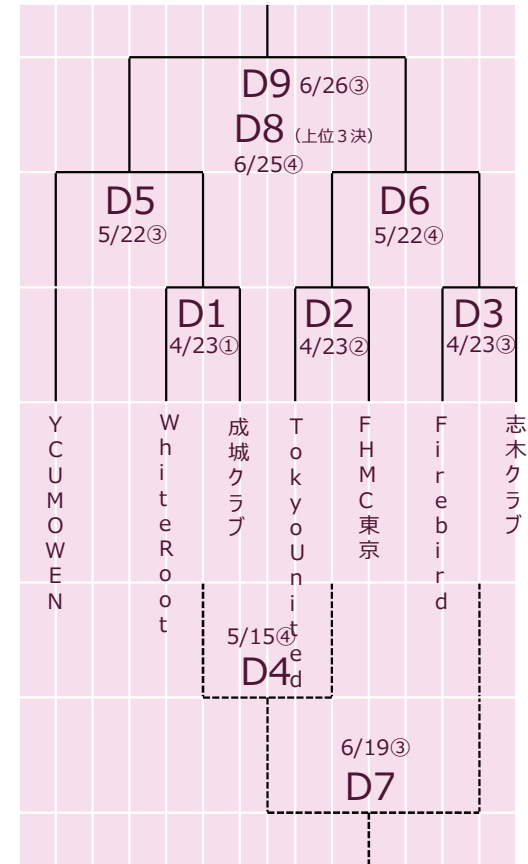 D9 6/26③
D8 (上位３決)
6/25④
D5
5/22③
D6
5/22④
D1
4/23①
D2
4/23②
D3
4/23③
YCUMOWEN
WhiteRoot
成城クラブ
TokyoUnited
FHMC東京
Firebird
志木クラブ
5/15④
D4
6/19③
D7